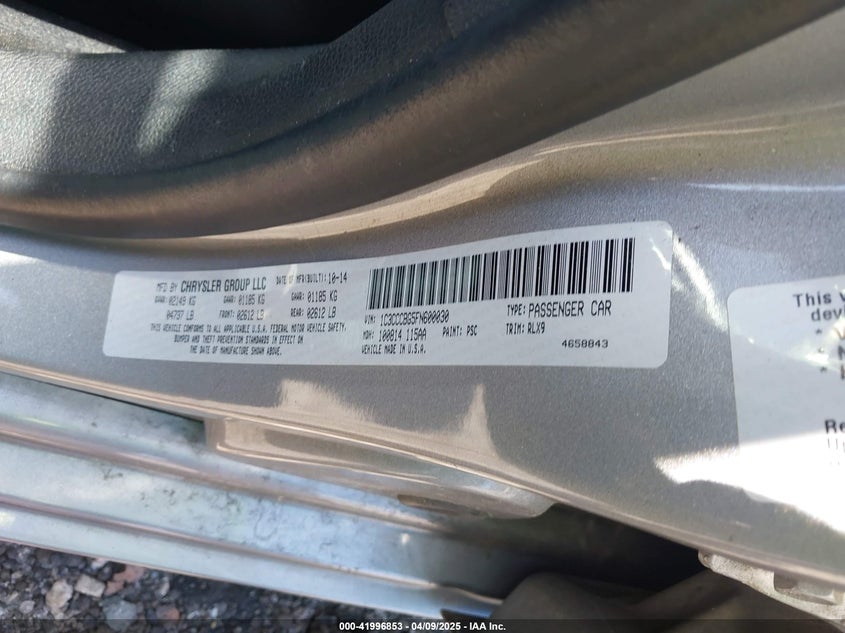 MFD BY CHRYSLER GROUP LLC DATE OF MFR(BUILT): 10-14
GVWR: 02149 KG GAWR: 01185 KG GAWR: 01185 KG
04737 LB FRONT: 02612 LB REAR: 02612 LB
THIS VEHICLE CONFORMS TO ALL APPLICABLE U.S.A. FEDERAL MOTOR VEHICLE SAFETY,
BUMPER AND THEFT PREVENTION STANDARDS IN EFFECT ON
THE DATE OF MANUFACTURE SHOWN ABOVE.
VIN: 1C3CCCBG5FN600030 TYPE: PASSENGER CAR
MDH: 100814 115AA PAINT: PSC TRIM: RLX9
VEHICLE MADE IN U.S.A. 4658843
This v
devi
Re
000-41996853 - 04/09/2025 - IAA Inc.